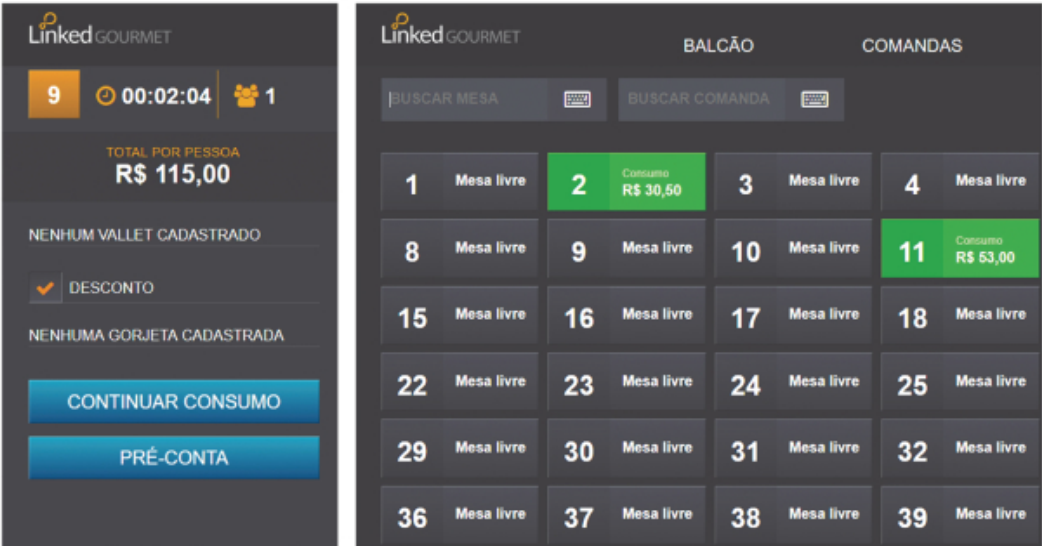 Linked GOURMET
9 00:02:04 1
TOTAL POR PESSOA
R$ 115,00
NENHUM VALLET CADASTRADO
DESCONTO
NENHUMA GORJETA CADASTRADA
CONTINUAR CONSUMO
PRÉ-CONTA
Linked GOURMET
BALCÃO COMANDAS
BUSCAR MESA BUSCAR COMANDA
1 Mesa livre 2 Consumo R$ 30,50 3 Mesa livre 4 Mesa livre
8 Mesa livre 9 Mesa livre 10 Mesa livre 11 Consumo R$ 53,00
15 Mesa livre 16 Mesa livre 17 Mesa livre 18 Mesa livre
22 Mesa livre 23 Mesa livre 24 Mesa livre 25 Mesa livre
29 Mesa livre 30 Mesa livre 31 Mesa livre 32 Mesa livre
36 Mesa livre 37 Mesa livre 38 Mesa livre 39 Mesa livre